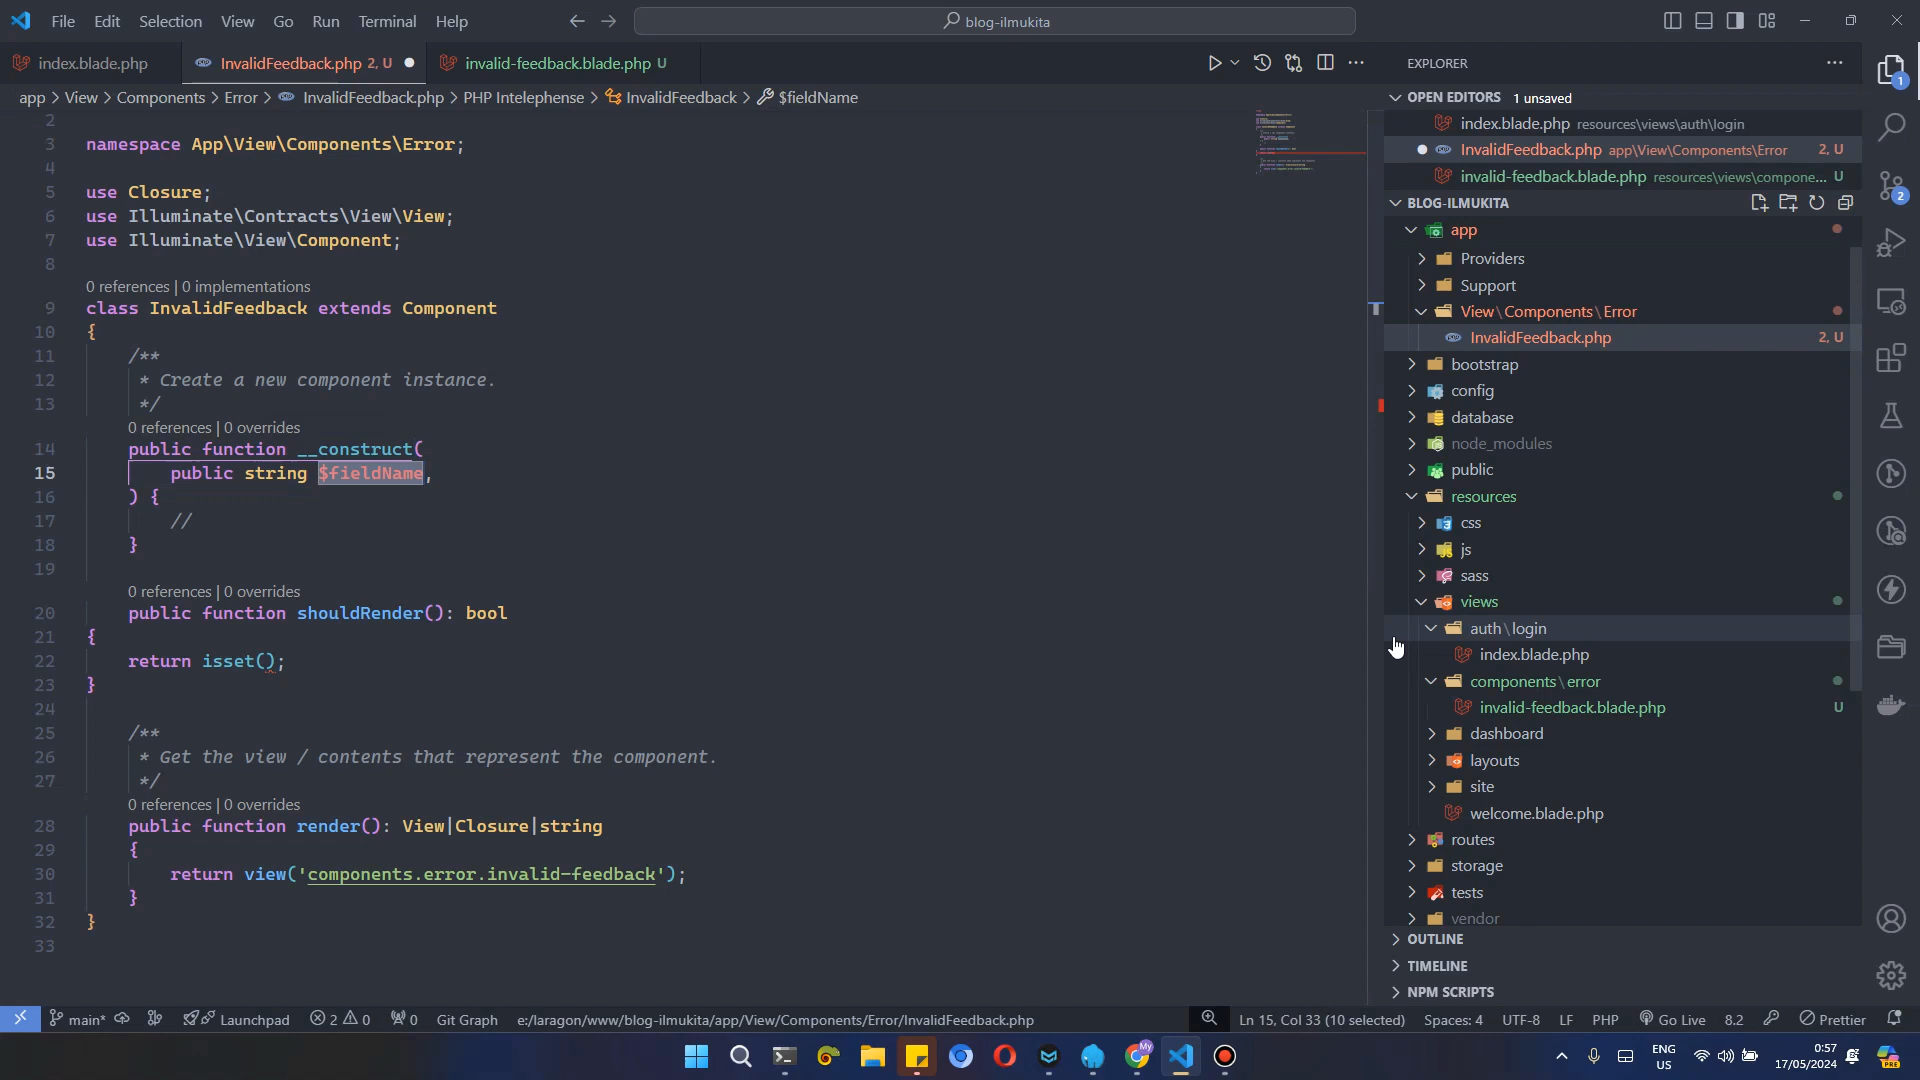 File Edit Selection View Go Run Terminal Help
blog-ilmukita
index.blade.php
InvalidFeedback.php 2, U
invalid-feedback.blade.php U
app > View > Components > Error > InvalidFeedback.php > PHP Intelephense > InvalidFeedback > $fieldName
2
3 namespace App\View\Components\Error;
4
5 use Closure;
6 use Illuminate\Contracts\View\View;
7 use Illuminate\View\Component;
8
0 references | 0 implementations
9 class InvalidFeedback extends Component
10 {
11 /**
12 * Create a new component instance.
13 */
0 references | 0 overrides
14 public function __construct(
15 public string $fieldName,
16 ) {
17 //
18 }
19
0 references | 0 overrides
20 public function shouldRender(): bool
21 {
22 return isset();
23 }
24
25 /**
26 * Get the view / contents that represent the component.
27 */
0 references | 0 overrides
28 public function render(): View|Closure|string
29 {
30 return view('components.error.invalid-feedback');
31 }
32 }
33
EXPLORER
OPEN EDITORS 1 unsaved
index.blade.php resources\views\auth\login
InvalidFeedback.php app\View\Components\Error 2, U
invalid-feedback.blade.php resources\views\compone... U
BLOG-ILMUKITA
app
Providers
Support
View\Components\Error
InvalidFeedback.php 2, U
bootstrap
config
database
node_modules
public
resources
css
js
sass
views
auth\login
index.blade.php
components\error
invalid-feedback.blade.php U
dashboard
layouts
site
welcome.blade.php
routes
storage
tests
vendor
OUTLINE
TIMELINE
NPM SCRIPTS
1
2
main* Launchpad 2 0 0 Git Graph e:/laragon/www/blog-ilmukita/app/View/Components/Error/InvalidFeedback.php Ln 15, Col 33 (10 selected) Spaces: 4 UTF-8 LF PHP Go Live 8.2 Prettier
My
ENG
US
0:57
17/05/2024
PRE